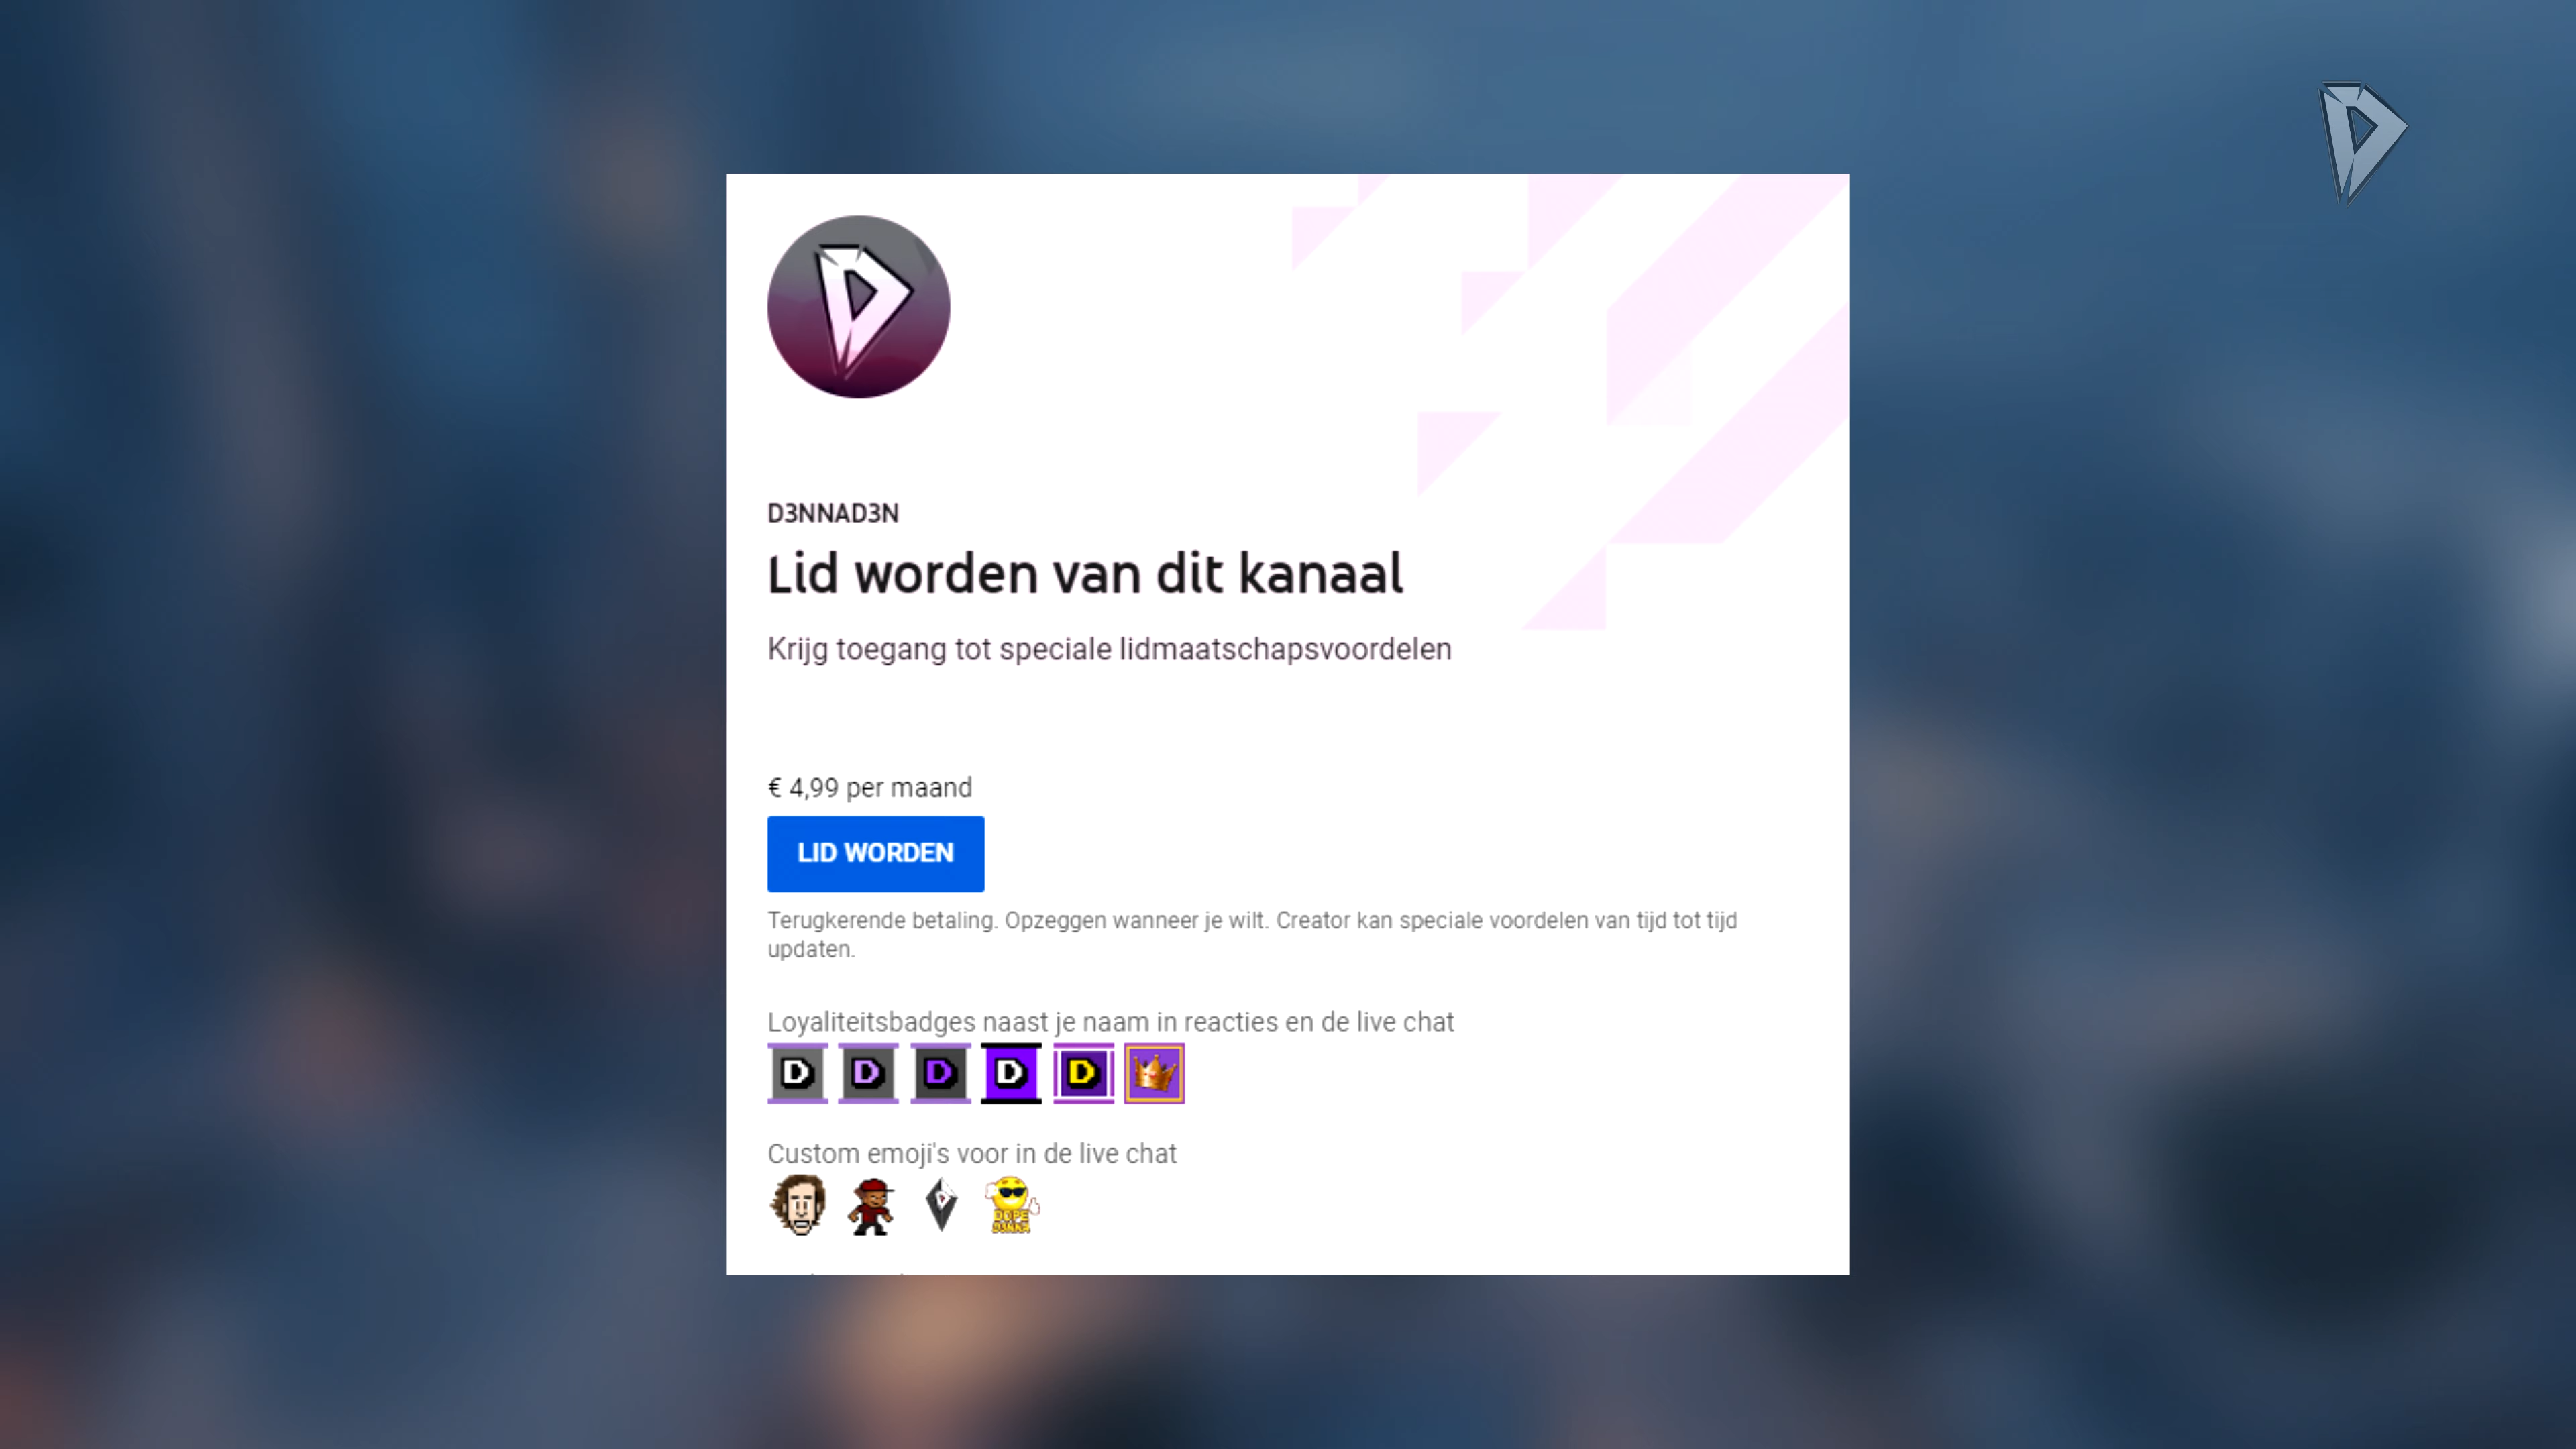 D3NNAD3N
Lid worden van dit kanaal
Krijg toegang tot speciale lidmaatschapsvoordelen
€ 4,99 per maand
LID WORDEN
Terugkerende betaling. Opzeggen wanneer je wilt. Creator kan speciale voordelen van tijd tot tijd
updaten.
Loyaliteitsbadges naast je naam in reacties en de live chat
D D D D D
Custom emoji's voor in de live chat
DOPE
D3NNA